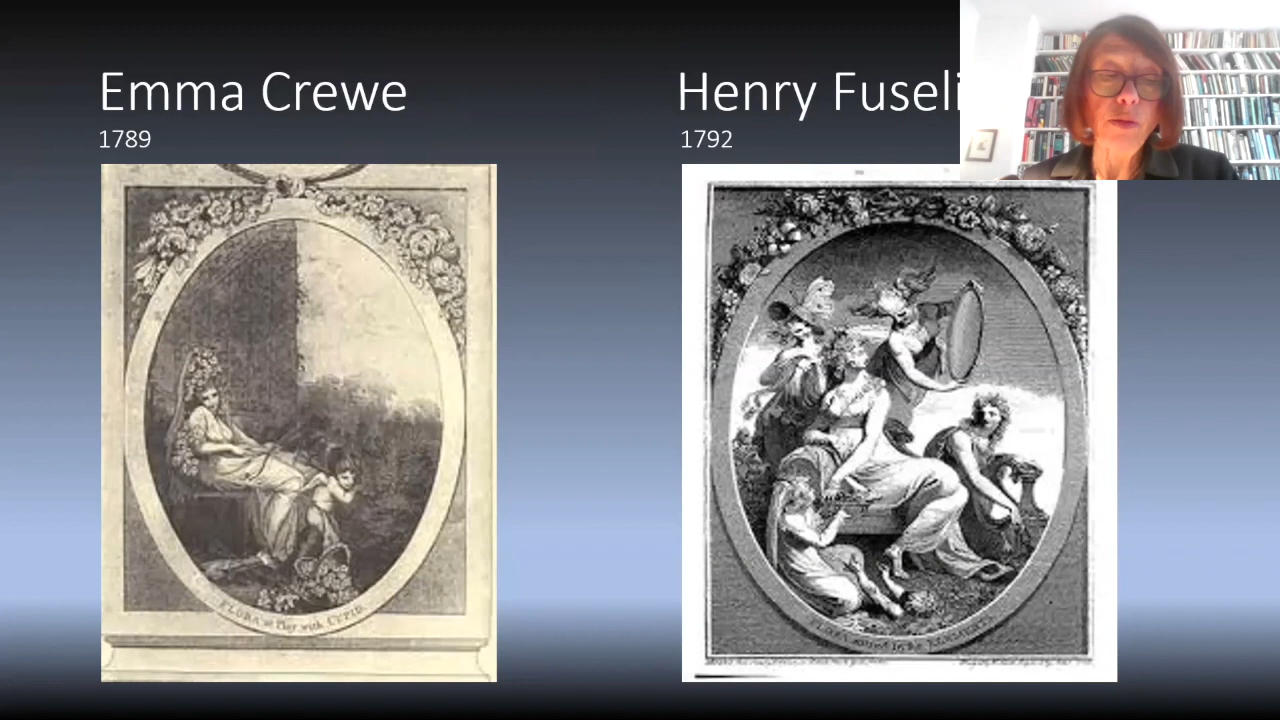 Emma Crewe
1789
Henry Fuseli
1792
FLORA at Play with CUPID.